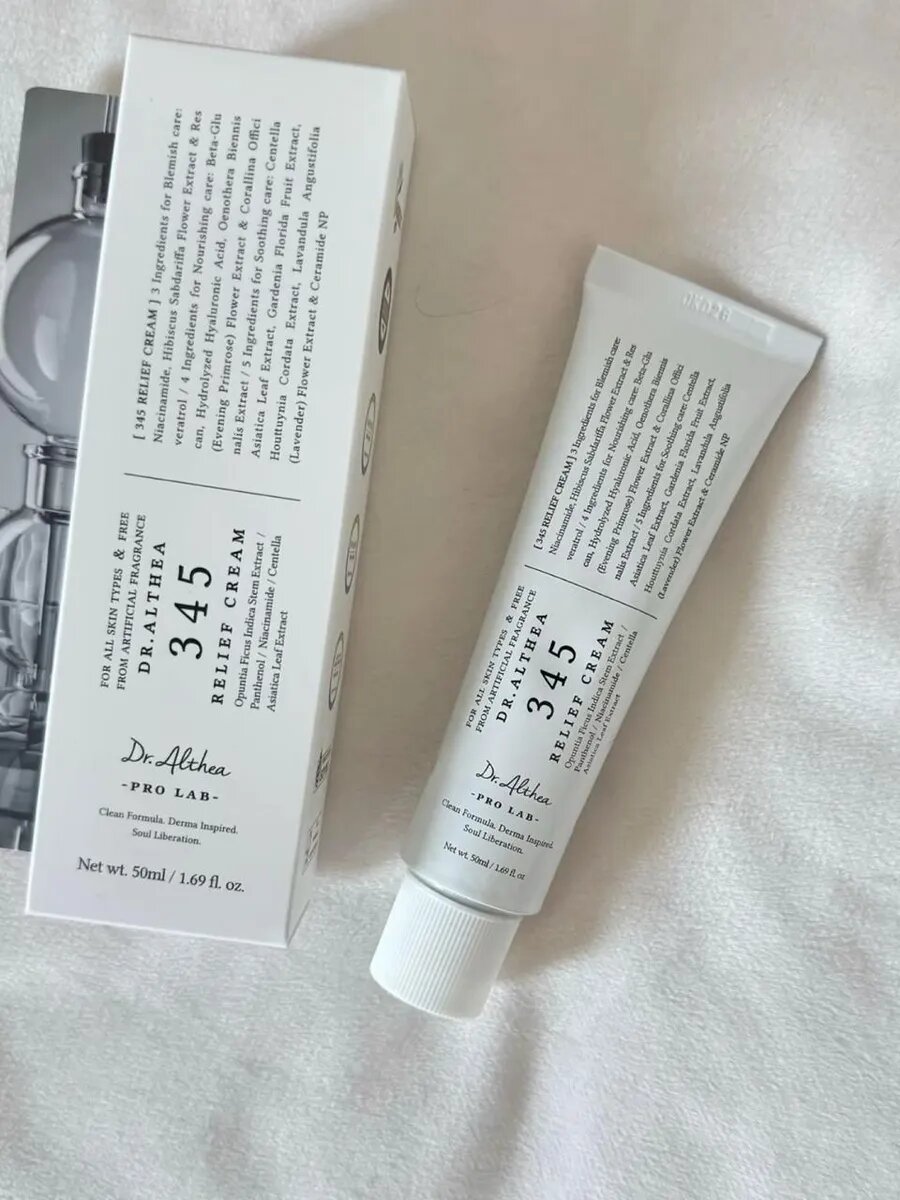 [ 345 RELIEF CREAM ] 3 Ingredients for Blemish care:
Niacinamide, Hibiscus Sabdariffa Flower Extract & Res
veratrol / 4 Ingredients for Nourishing care: Beta-Glu
can, Hydrolyzed Hyaluronic Acid, Oenothera Biennis
(Evening Primrose) Flower Extract & Corallina Offici
nalis Extract / 5 Ingredients for Soothing care: Centella
Asiatica Leaf Extract, Gardenia Florida Fruit Extract,
Houttuynia Cordata Extract, Lavandula Angustifolia
(Lavender) Flower Extract & Ceramide NP
FOR ALL SKIN TYPES & FREE
FROM ARTIFICIAL FRAGRANCE
DR.ALTHEA
345
RELIEF CREAM
Opuntia Ficus Indica Stem Extract /
Panthenol / Niacinamide / Centella
Asiatica Leaf Extract
Dr. Althea
-PRO LAB-
Clean Formula. Derma Inspired.
Soul Liberation.
Net wt. 50ml / 1.69 fl. oz.
[ 345 RELIEF CREAM ] 3 Ingredients for Blemish care:
Niacinamide, Hibiscus Sabdariffa Flower Extract & Res
veratrol / 4 Ingredients for Nourishing care: Beta-Glu
can, Hydrolyzed Hyaluronic Acid, Oenothera Biennis
(Evening Primrose) Flower Extract & Corallina Offici
nalis Extract / 5 Ingredients for Soothing care: Centella
Asiatica Leaf Extract, Gardenia Florida Fruit Extract,
Houttuynia Cordata Extract, Lavandula Angustifolia
(Lavender) Flower Extract & Ceramide NP
FOR ALL SKIN TYPES & FREE
FROM ARTIFICIAL FRAGRANCE
DR.ALTHEA
345
RELIEF CREAM
Opuntia Ficus Indica Stem Extract /
Panthenol / Niacinamide / Centella
Asiatica Leaf Extract
Dr. Althea
-PRO LAB-
Clean Formula. Derma Inspired.
Soul Liberation.
Net wt. 50ml / 1.69 fl. oz